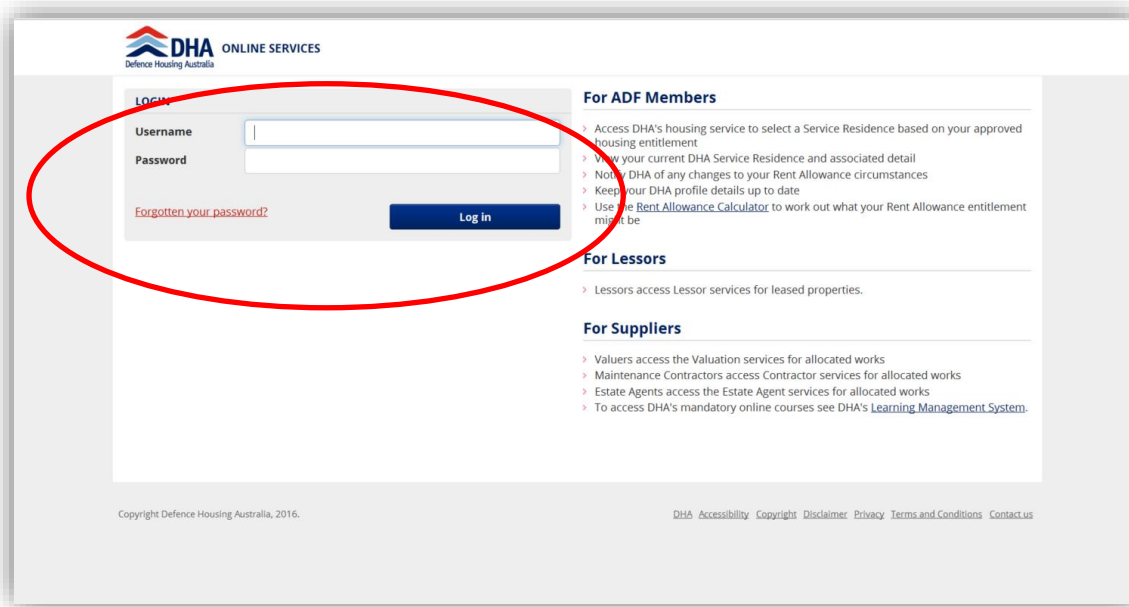 DHA ONLINE SERVICES
Defence Housing Australia
LOGIN
Username
Password
Forgotten your password?
Log in
For ADF Members
Access DHA's housing service to select a Service Residence based on your approved
housing entitlement
View your current DHA Service Residence and associated detail
Notify DHA of any changes to your Rent Allowance circumstances
Keep your DHA profile details up to date
Use the Rent Allowance Calculator to work out what your Rent Allowance entitlement
might be
For Lessors
Lessors access Lessor services for leased properties.
For Suppliers
Valuers access the Valuation services for allocated works
Maintenance Contractors access Contractor services for allocated works
Estate Agents access the Estate Agent services for allocated works
To access DHA's mandatory online courses see DHA's Learning Management System.
Copyright Defence Housing Australia, 2016.
DHA Accessibility Copyright Disclaimer Privacy Terms and Conditions Contact us